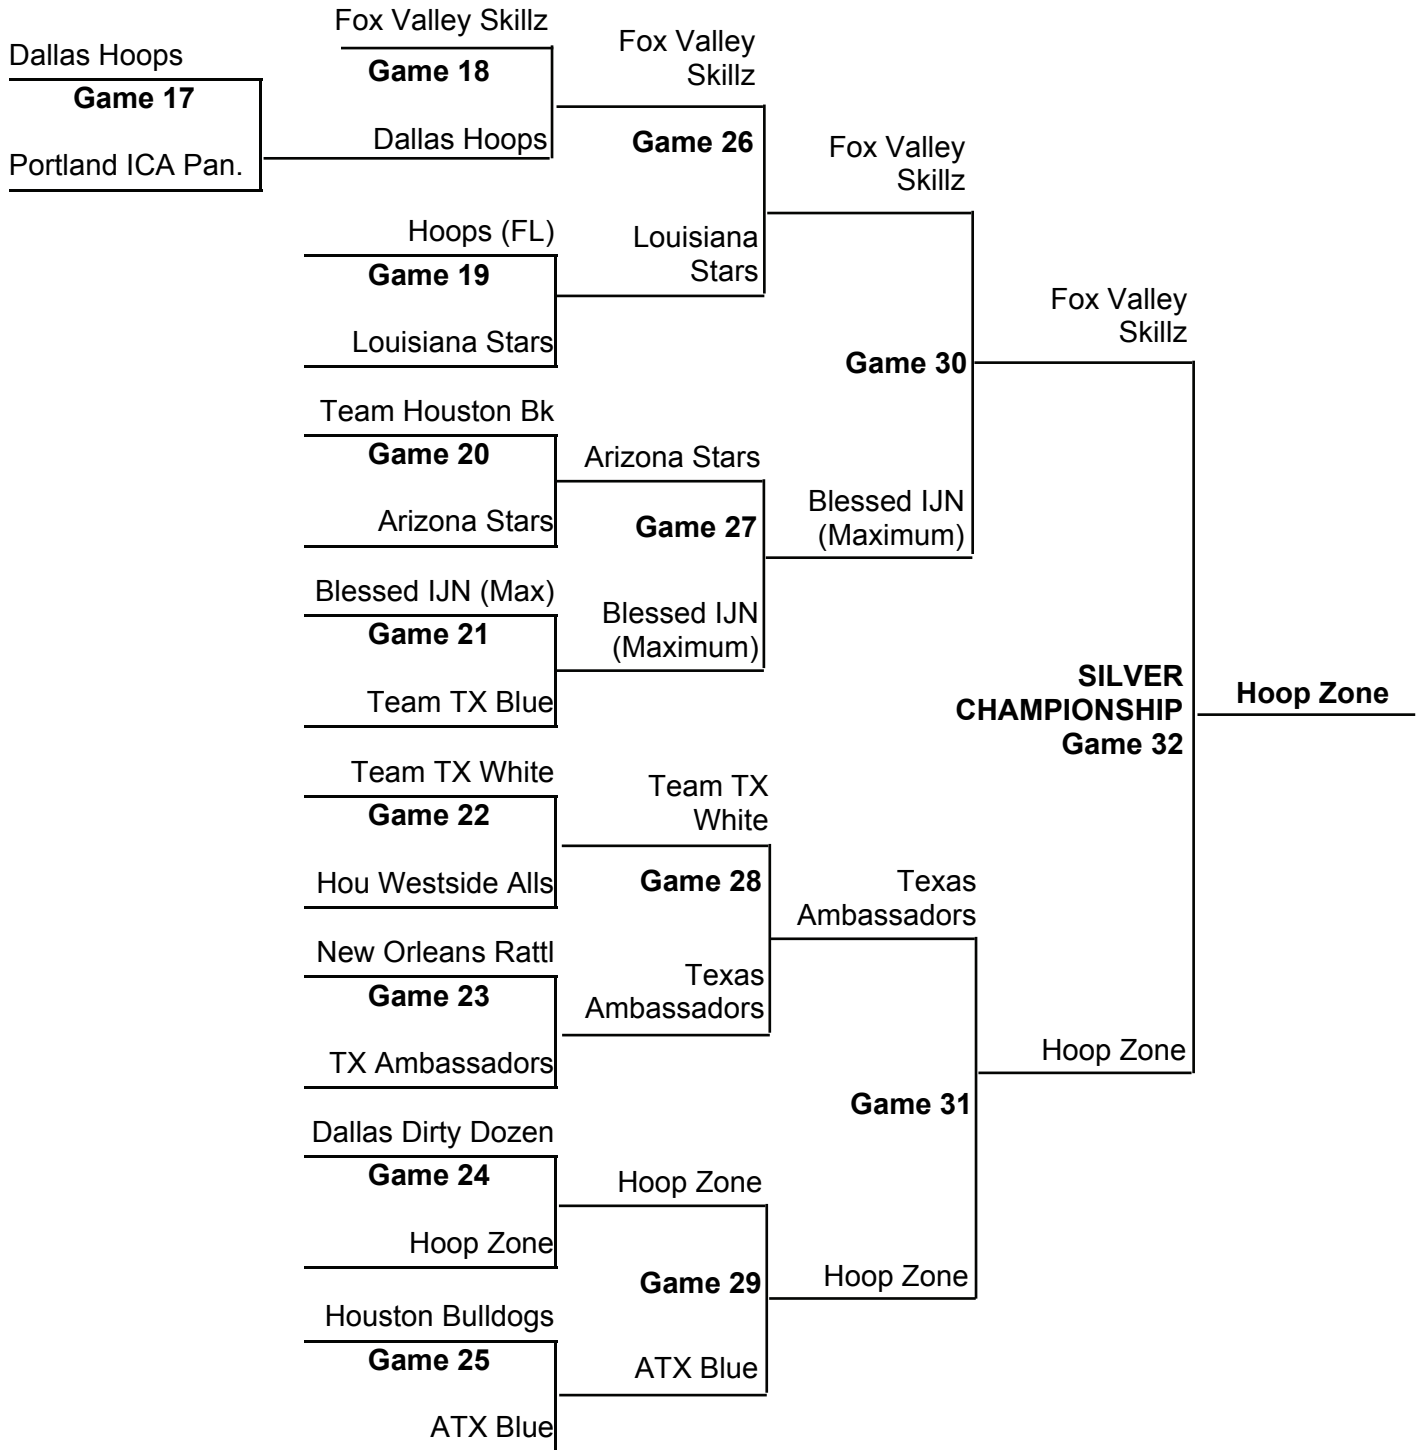 Dallas Hoops
Game 17
Portland ICA Pan.
Fox Valley Skillz
Game 18
Dallas Hoops
Hoops (FL)
Game 19
Louisiana Stars
Team Houston Bk
Game 20
Arizona Stars
Blessed IJN (Max)
Game 21
Team TX Blue
Team TX White
Game 22
Hou Westside Alls
New Orleans Rattl
Game 23
TX Ambassadors
Dallas Dirty Dozen
Game 24
Hoop Zone
Houston Bulldogs
Game 25
ATX Blue
Fox Valley
Skillz
Game 26
Louisiana
Stars
Arizona Stars
Game 27
Blessed IJN
(Maximum)
Team TX
White
Game 28
Texas
Ambassadors
Hoop Zone
Game 29
ATX Blue
Fox Valley
Skillz
Game 30
Blessed IJN
(Maximum)
Texas
Ambassadors
Game 31
Hoop Zone
Fox Valley
Skillz
SILVER
CHAMPIONSHIP
Game 32
Hoop Zone
Hoop Zone